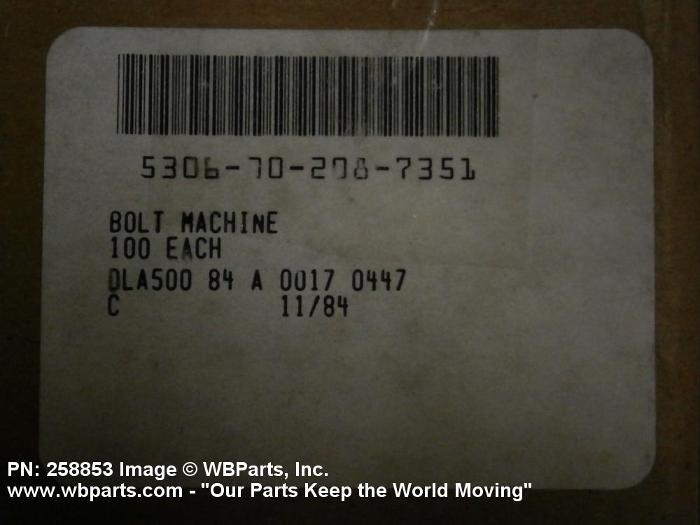 5306-70-208-7351
BOLT MACHINE
100 EACH
DLA500 84 A 0017 0447
C 11/84
PN: 258853 Image © WBParts, Inc.
www.wbparts.com - "Our Parts Keep the World Moving"